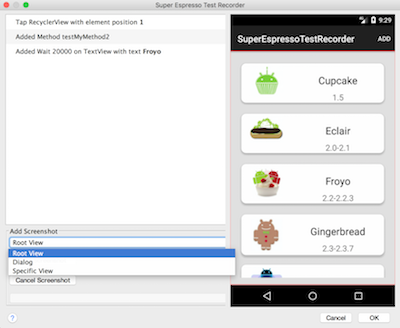 Super Espresso Test Recorder
Tap RecyclerView with element position 1
Added Method testMyMethod2
Added Wait 20000 on TextView with text Froyo
Add Screenshot
Root View
Root View
Dialog
Specific View
Cancel Screenshot
9:29
SuperEspressoTestRecorder ADD
Cupcake
1.5
Eclair
2.0-2.1
Froyo
2.2-2.2.3
Gingerbread
2.3-2.3.7
?
Cancel OK